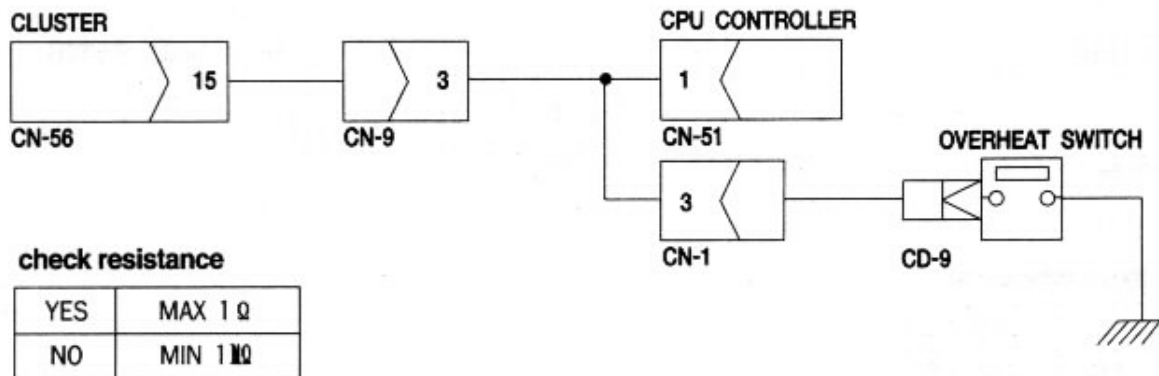 CLUSTER
15
CN-56
3
CN-9
CPU CONTROLLER
1
CN-51
3
CN-1
OVERHEAT SWITCH
CD-9
check resistance
YES MAX 1 Ω
NO MIN 1MΩ